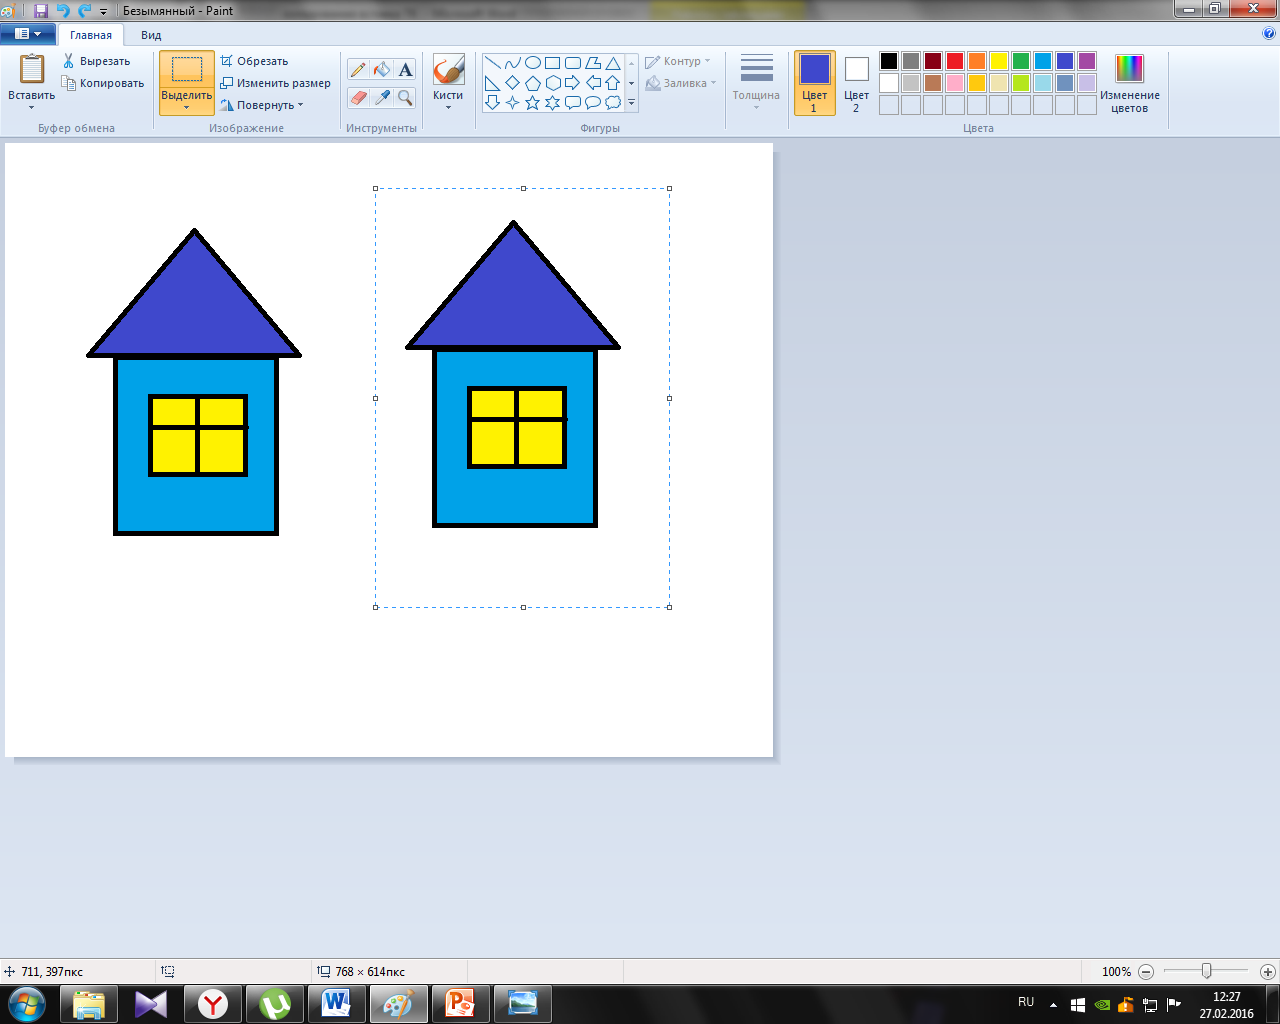 Безымянный - Paint
Главная Вид
Вставить
Вырезать
Копировать
Буфер обмена
Выделить
Обрезать
Изменить размер
Повернуть
Изображение
A
Инструменты
Кисти
Контур
Заливка
Фигуры
Толщина
Цвет
1
Цвет
2
Изменение
цветов
Цвета
711, 397пкс
768 × 614пкс
100%
RU
12:27
27.02.2016